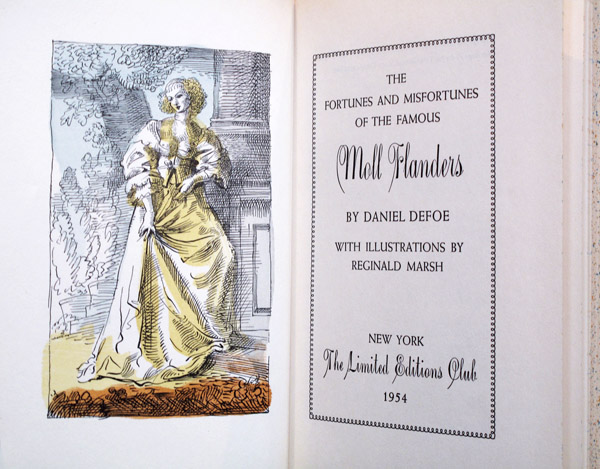 THE
FORTUNES AND MISFORTUNES
OF THE FAMOUS
Moll Flanders
BY DANIEL DEFOE
WITH ILLUSTRATIONS BY
REGINALD MARSH
NEW YORK
The Limited Editions Club
1954